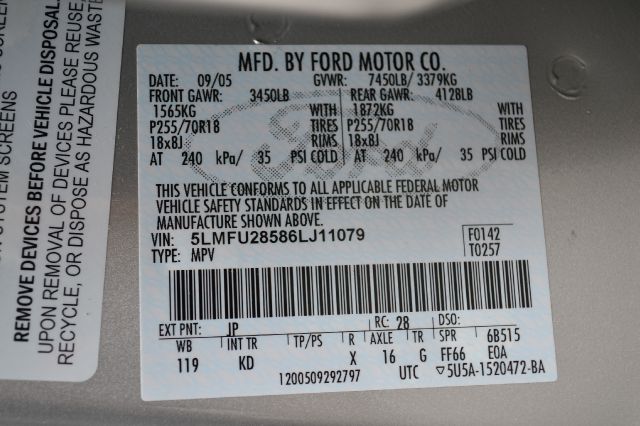 MFD. BY FORD MOTOR CO.
DATE: 09/05 GVWR: 7450LB/ 3379KG
FRONT GAWR: 3450LB REAR GAWR: 4128LB
1565KG WITH 1872KG WITH
P255/70R18 TIRES P255/70R18 TIRES
18x8J RIMS 18x8J RIMS
AT 240 kPa/ 35 PSI COLD AT 240 kPa/ 35 PSI COLD
Ford
THIS VEHICLE CONFORMS TO ALL APPLICABLE FEDERAL MOTOR
VEHICLE SAFETY STANDARDS IN EFFECT ON THE DATE OF
MANUFACTURE SHOWN ABOVE.
VIN: 5LMFU28586LJ11079 F0142
TYPE: MPV T0257
EXT PNT: JP RC: 28 DSO:
WB INT TR TP/PS R AXLE TR SPR 6B515
119 KD X 16 G FF66 E0A
1200509292797 UTC ▽5U5A-1520472-BA
SYSTEM SCREENS
REMOVE DEVICES BEFORE VEHICLE DISPOSAL.
UPON REMOVAL OF DEVICES PLEASE REUSE,
RECYCLE, OR DISPOSE AS HAZARDOUS WASTE